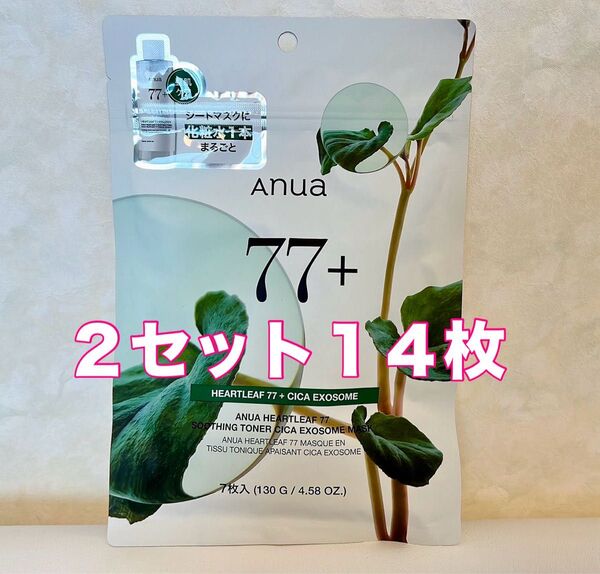 Anua
77+
シートマスクに
化粧水1本
まるごと
Anua
77+
2セット14枚
HEARTLEAF 77 + CICA EXOSOME
ANUA HEARTLEAF 77
SOOTHING TONER CICA EXOSOME MASK
ANUA HEARTLEAF 77 MASQUE EN
TISSU TONIQUE APAISANT CICA EXOSOME
7枚入 (130 G / 4.58 OZ.)